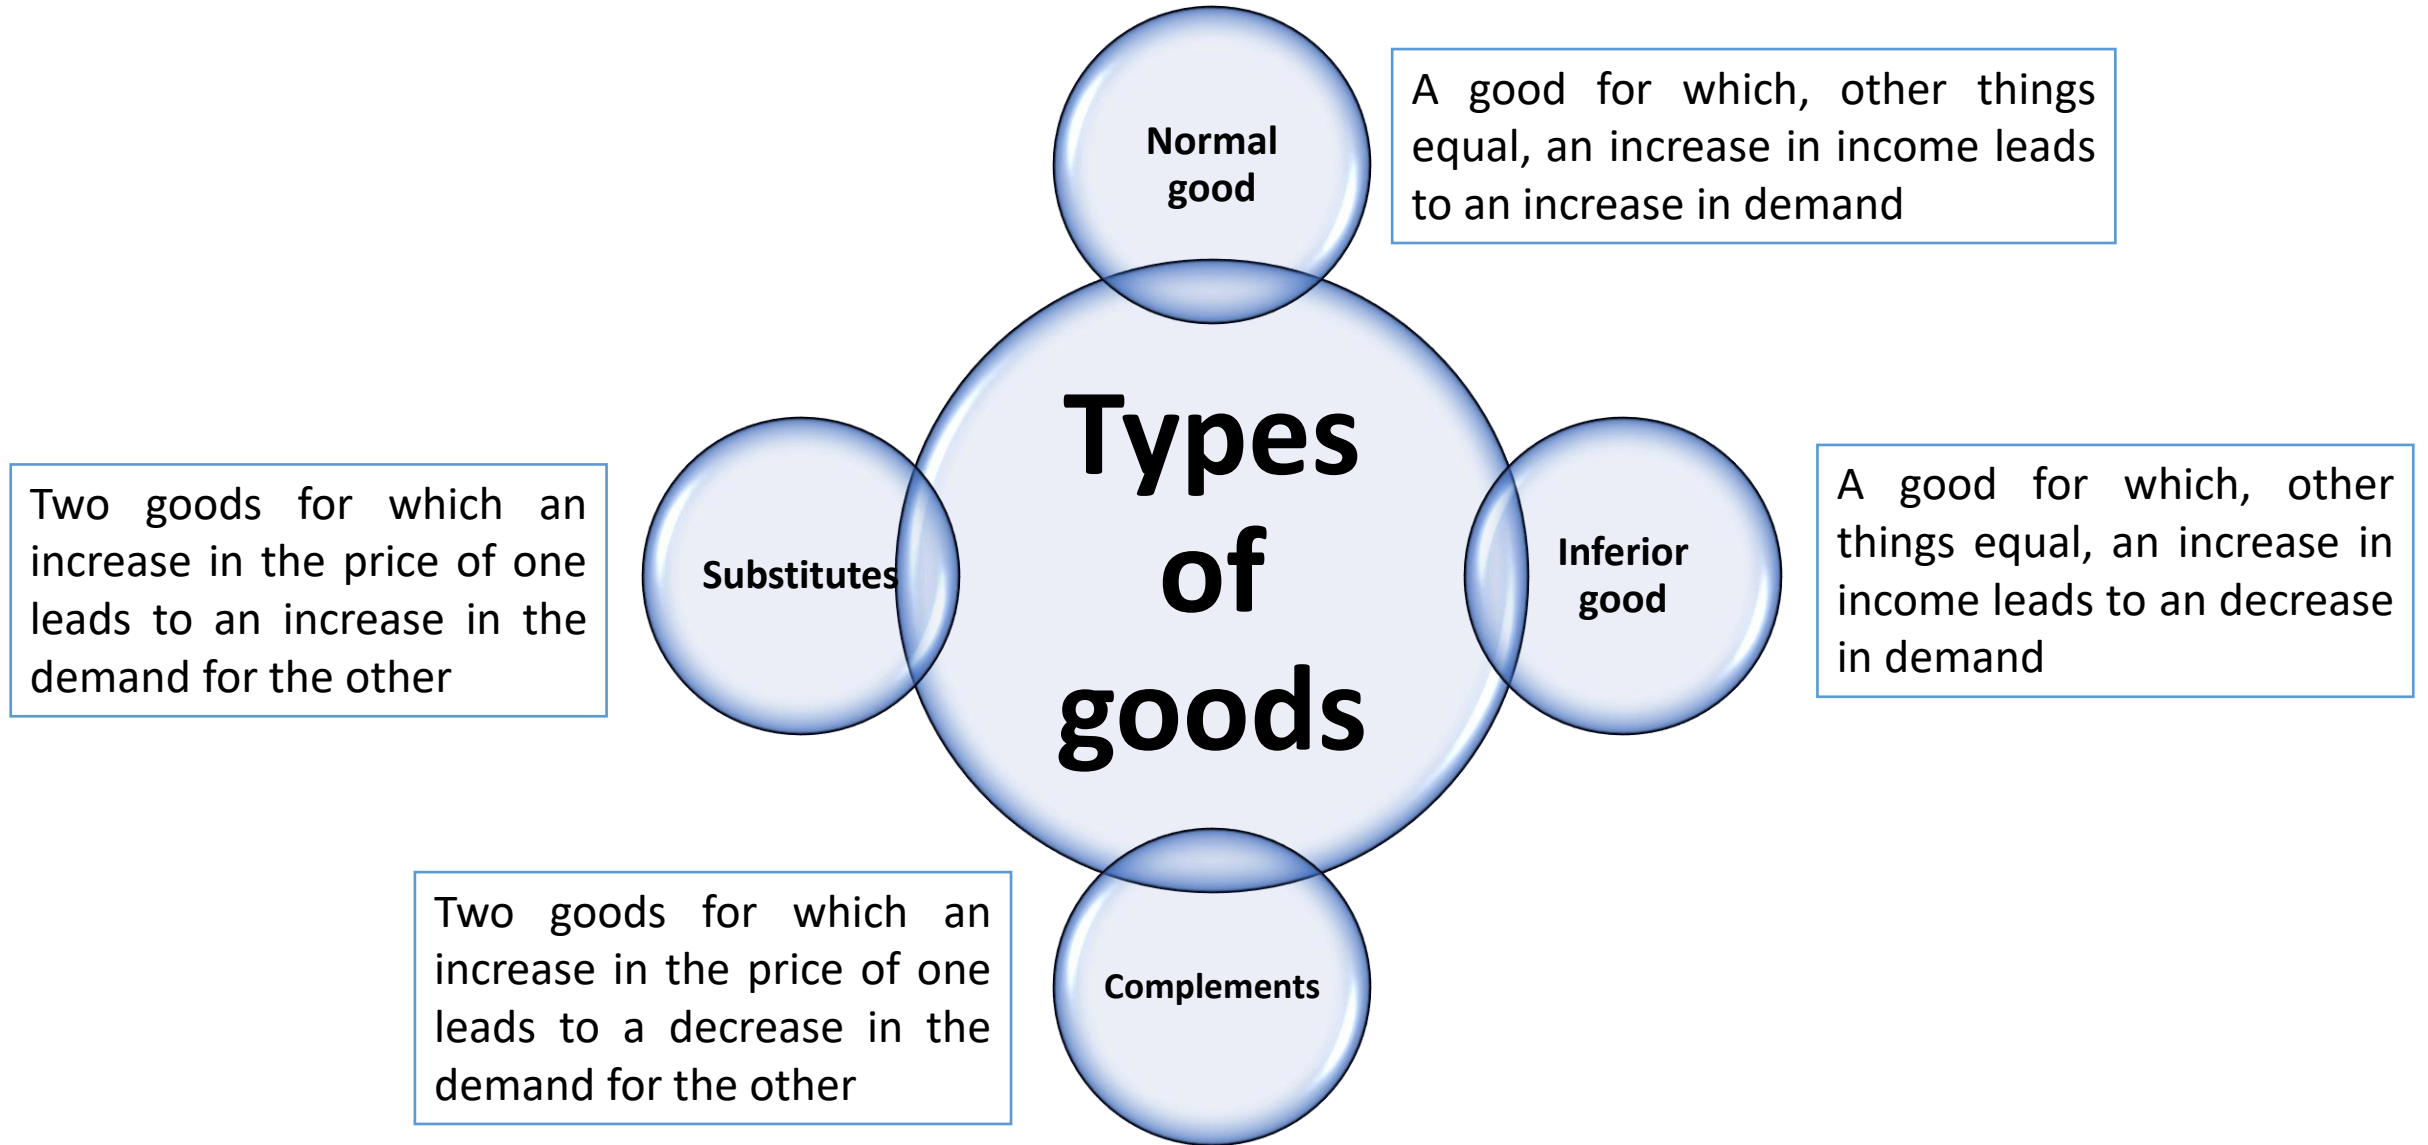 Normal
good
A good for which, other things
equal, an increase in income leads
to an increase in demand
Types
of
goods
Substitutes
Two goods for which an
increase in the price of one
leads to an increase in the
demand for the other
Inferior
good
A good for which, other
things equal, an increase in
income leads to an decrease
in demand
Two goods for which an
increase in the price of one
leads to a decrease in the
demand for the other
Complements